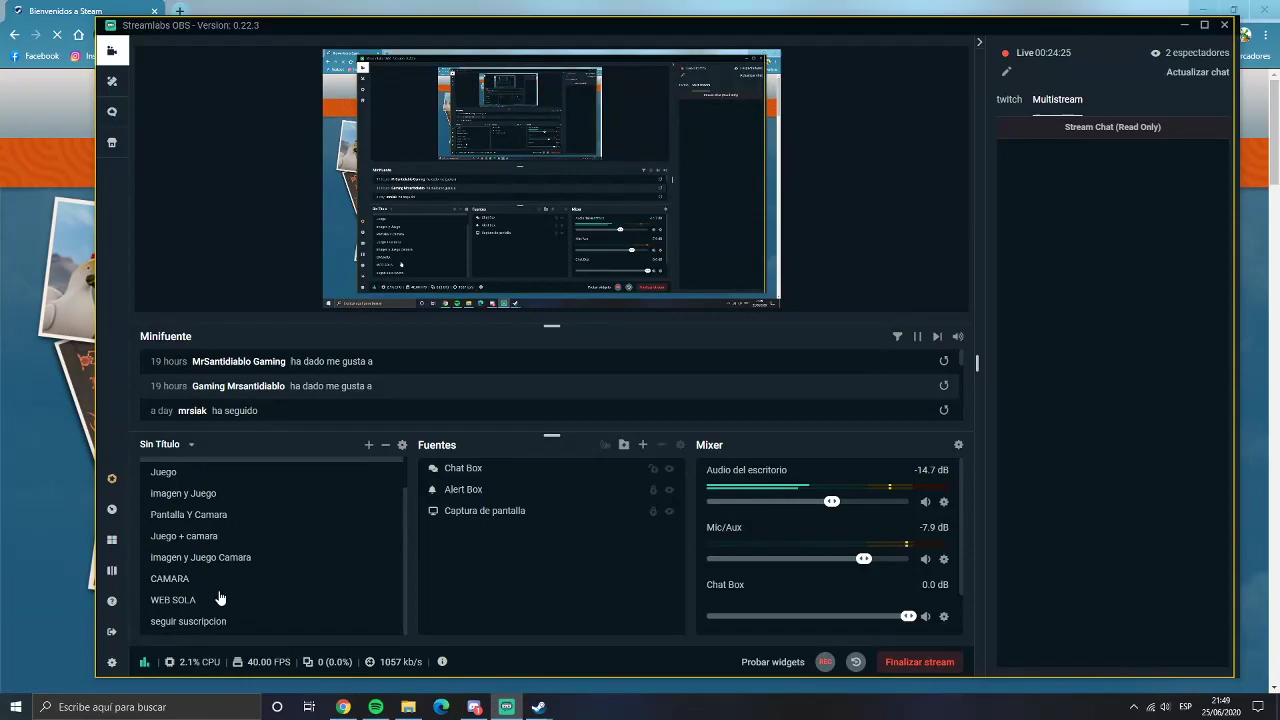 Bienvenido a Steam
Streamlabs OBS - Version: 0.22.3
Facebook
Live 00:24:25
2 espectadores
Actualizar chat
twitch
Multistream
Stream Chat (Read Only)
Minifuente
19 hours MrSantidiablo Gaming ha dado me gusta a
19 hours Gaming Mrsantidiablo ha dado me gusta a
a day mrsiak ha seguido
Sin Título
Juego
Imagen y Juego
Pantalla Y Camara
Juego + camara
Imagen y Juego Camara
CAMARA
WEB SOLA
seguir suscripcion
Fuentes
Chat Box
Alert Box
Captura de pantalla
Mixer
Audio del escritorio -14.7 dB
Mic/Aux -7.9 dB
Chat Box 0.0 dB
2.1% CPU
40.00 FPS
0 (0.0%)
1057 kb/s
Probar widgets
REC
Finalizar stream
Escribe aquí para buscar
ESP
21:49
25/06/2020